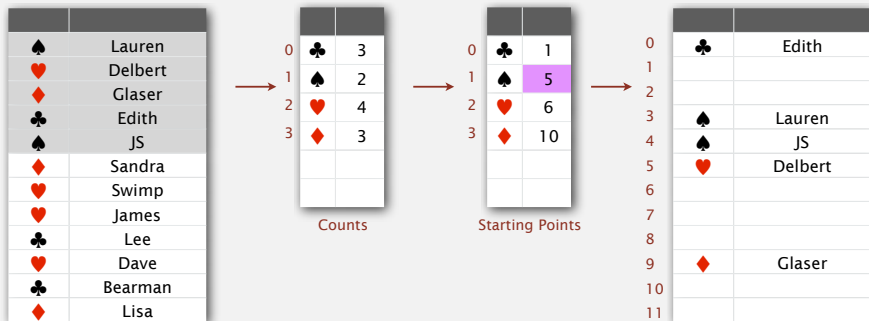 ♠ Lauren
♥ Delbert
♦ Glaser
♣ Edith
♠ JS
♦ Sandra
♥ Swimp
♥ James
♣ Lee
♥ Dave
♣ Bearman
♦ Lisa
0 ♣ 3
1 ♠ 2
2 ♥ 4
3 ♦ 3
Counts
0 ♣ 1
1 ♠ 5
2 ♥ 6
3 ♦ 10
Starting Points
0 ♣ Edith
1
2
3 ♠ Lauren
4 ♠ JS
5 ♥ Delbert
6
7
8
9 ♦ Glaser
10
11